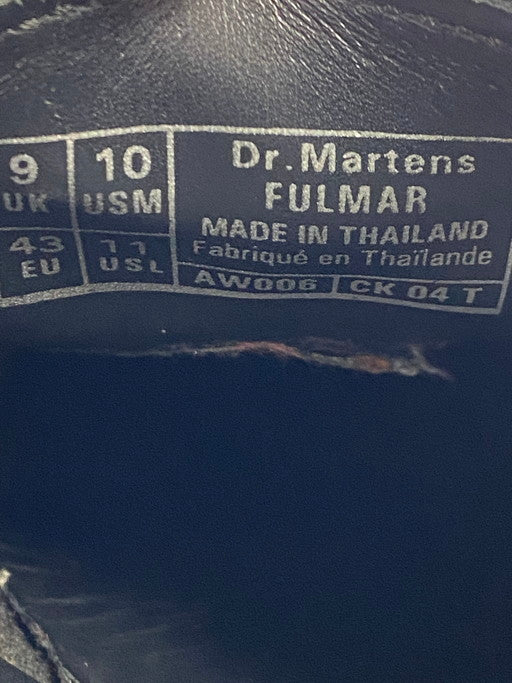 9 UK
10 USM
43 EU
11 USL
Dr.Martens
FULMAR
MADE IN THAILAND
Fabriqué en Thaïlande
AW006 CK 04 T